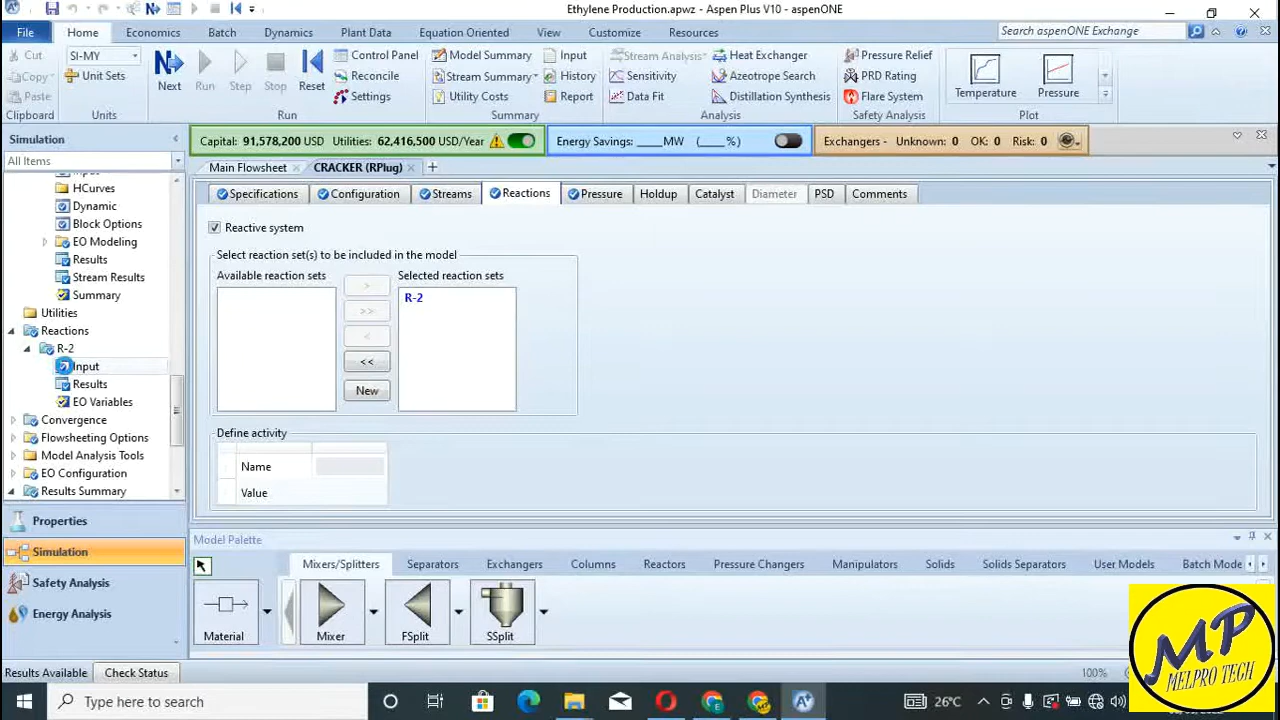 Ethylene Production.apwz - Aspen Plus V10 - aspenONE
File Home Economics Batch Dynamics Plant Data Equation Oriented View Customize Resources Search aspenONE Exchange
Cut SI-MY Model Summary Input Stream Analysis Heat Exchanger Pressure Relief
Copy Unit Sets Next Run Step Stop Reset Control Panel Stream Summary History Sensitivity Azeotrope Search PRD Rating Temperature Pressure
Paste Reconcile Utility Costs Report Data Fit Distillation Synthesis Flare System
Settings
Clipboard Units Run Summary Analysis Safety Analysis Plot
Simulation
Capital: 91,578,200 USD Utilities: 62,416,500 USD/Year Energy Savings: ____ MW (____ %) Exchangers - Unknown: 0 OK: 0 Risk: 0
All Items
Main Flowsheet CRACKER (RPlug) +
Input
HCurves
Dynamic
Block Options
EO Modeling
Results
Stream Results
Summary
Utilities
Reactions
R-2
Input
Results
EO Variables
Convergence
Flowsheeting Options
Model Analysis Tools
EO Configuration
Results Summary
Properties
Simulation
Safety Analysis
Energy Analysis
Specifications Configuration Streams Reactions Pressure Holdup Catalyst Diameter PSD Comments
Reactive system
Select reaction set(s) to be included in the model
Available reaction sets Selected reaction sets
R-2
>
>>
<
<<
New
Define activity
Name
Value
Model Palette
Mixers/Splitters Separators Exchangers Columns Reactors Pressure Changers Manipulators Solids Solids Separators User Models Batch Mode
Material Mixer FSplit SSplit
Results Available Check Status 100%
Type here to search 26°C
MP
MELPRO TECH